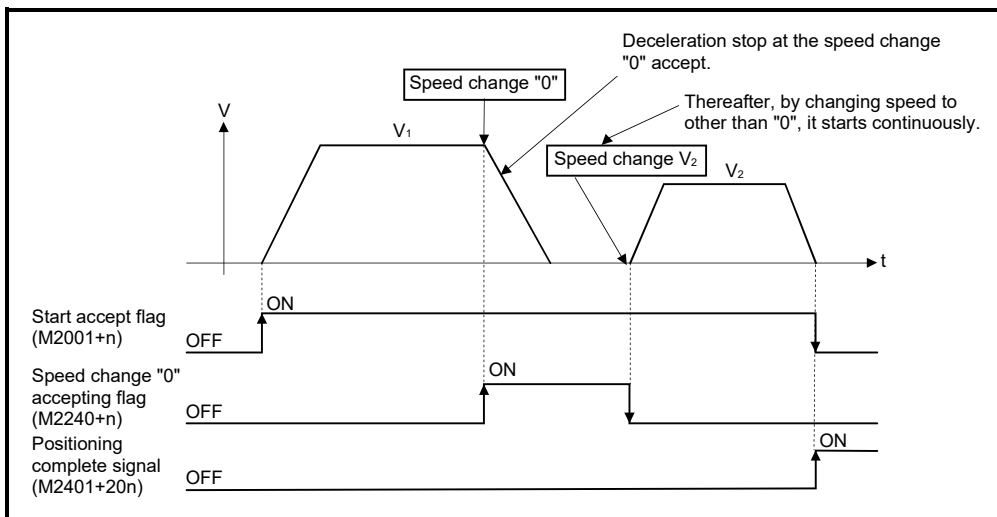 Deceleration stop at the speed change
"0" accept.
Speed change "0"
Thereafter, by changing speed to
other than "0", it starts continuously.
V
V1
Speed change V2
V2
t
ON
Start accept flag
(M2001+n)
OFF
ON
Speed change "0"
accepting flag
(M2240+n)
OFF
ON
Positioning
complete signal
(M2401+20n)
OFF